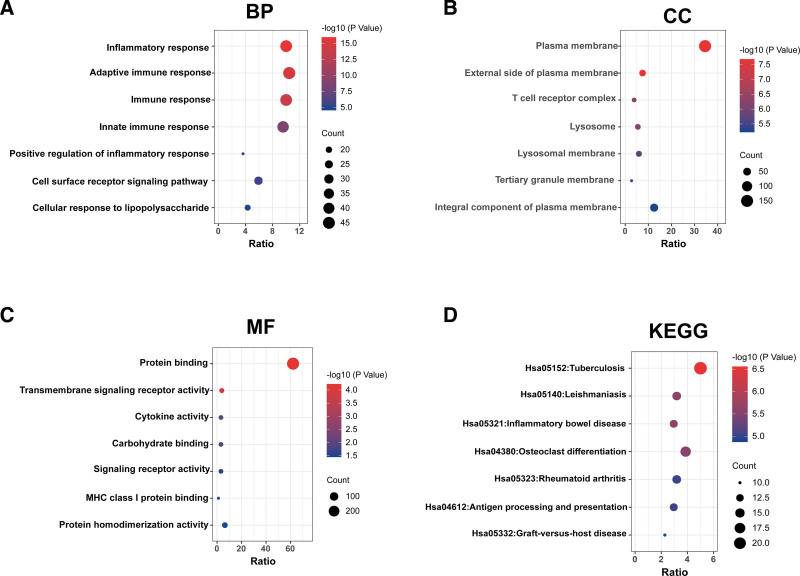 A
BP
Inflammatory response
Adaptive immune response
Immune response
Innate immune response
Positive regulation of inflammatory response
Cell surface receptor signaling pathway
Cellular response to lipopolysaccharide
0 4 8 12
Ratio
-log10 (P Value)
15.0
12.5
10.0
7.5
5.0
Count
20
25
30
35
40
45
B
CC
Plasma membrane
External side of plasma membrane
T cell receptor complex
Lysosome
Lysosomal membrane
Tertiary granule membrane
Integral component of plasma membrane
0 10 20 30 40
Ratio
-log10 (P Value)
7.5
7.0
6.5
6.0
5.5
Count
50
100
150
C
MF
Protein binding
Transmembrane signaling receptor activity
Cytokine activity
Carbohydrate binding
Signaling receptor activity
MHC class I protein binding
Protein homodimerization activity
0 20 40 60
Ratio
-log10 (P Value)
4.0
3.5
3.0
2.5
2.0
1.5
Count
100
200
D
KEGG
Hsa05152:Tuberculosis
Hsa05140:Leishmaniasis
Hsa05321:Inflammatory bowel disease
Hsa04380:Osteoclast differentiation
Hsa05323:Rheumatoid arthritis
Hsa04612:Antigen processing and presentation
Hsa05332:Graft-versus-host disease
0 2 4 6
Ratio
-log10 (P Value)
6.5
6.0
5.5
5.0
Count
10.0
12.5
15.0
17.5
20.0